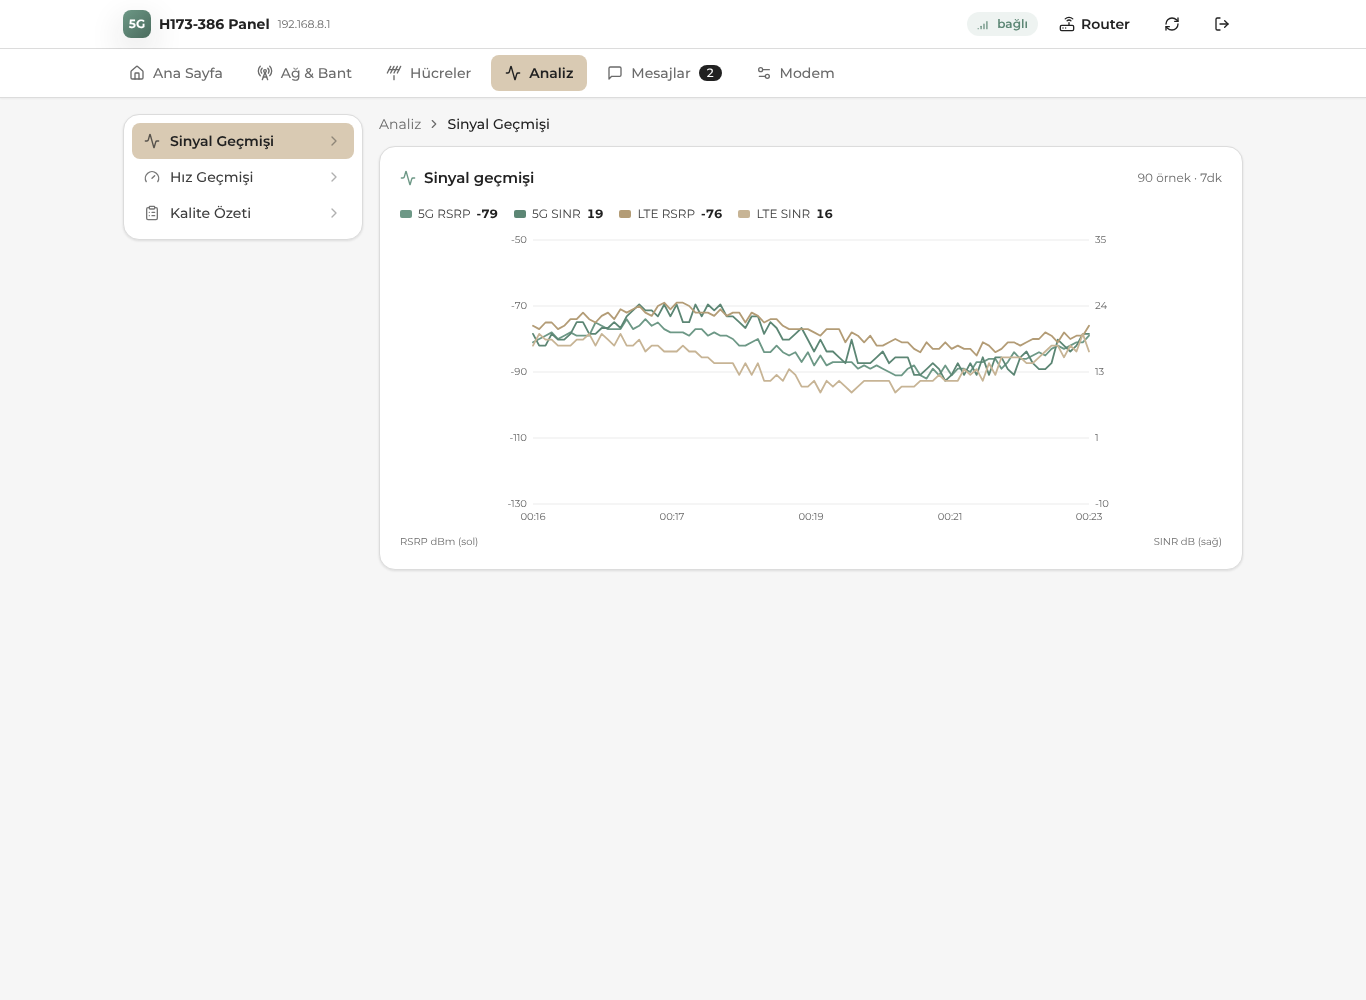 5G H173-386 Panel 192.168.8.1 bağlı Router
Ana Sayfa Ağ & Bant Hücreler Analiz Mesajlar 2 Modem
Sinyal Geçmişi
Hız Geçmişi
Kalite Özeti
Analiz > Sinyal Geçmişi
Sinyal geçmişi 90 örnek · 7dk
5G RSRP -79 5G SINR 19 LTE RSRP -76 LTE SINR 16
-50 35
-70 24
-90 13
-110 1
-130 -10
00:16 00:17 00:19 00:21 00:23
RSRP dBm (sol) SINR dB (sağ)